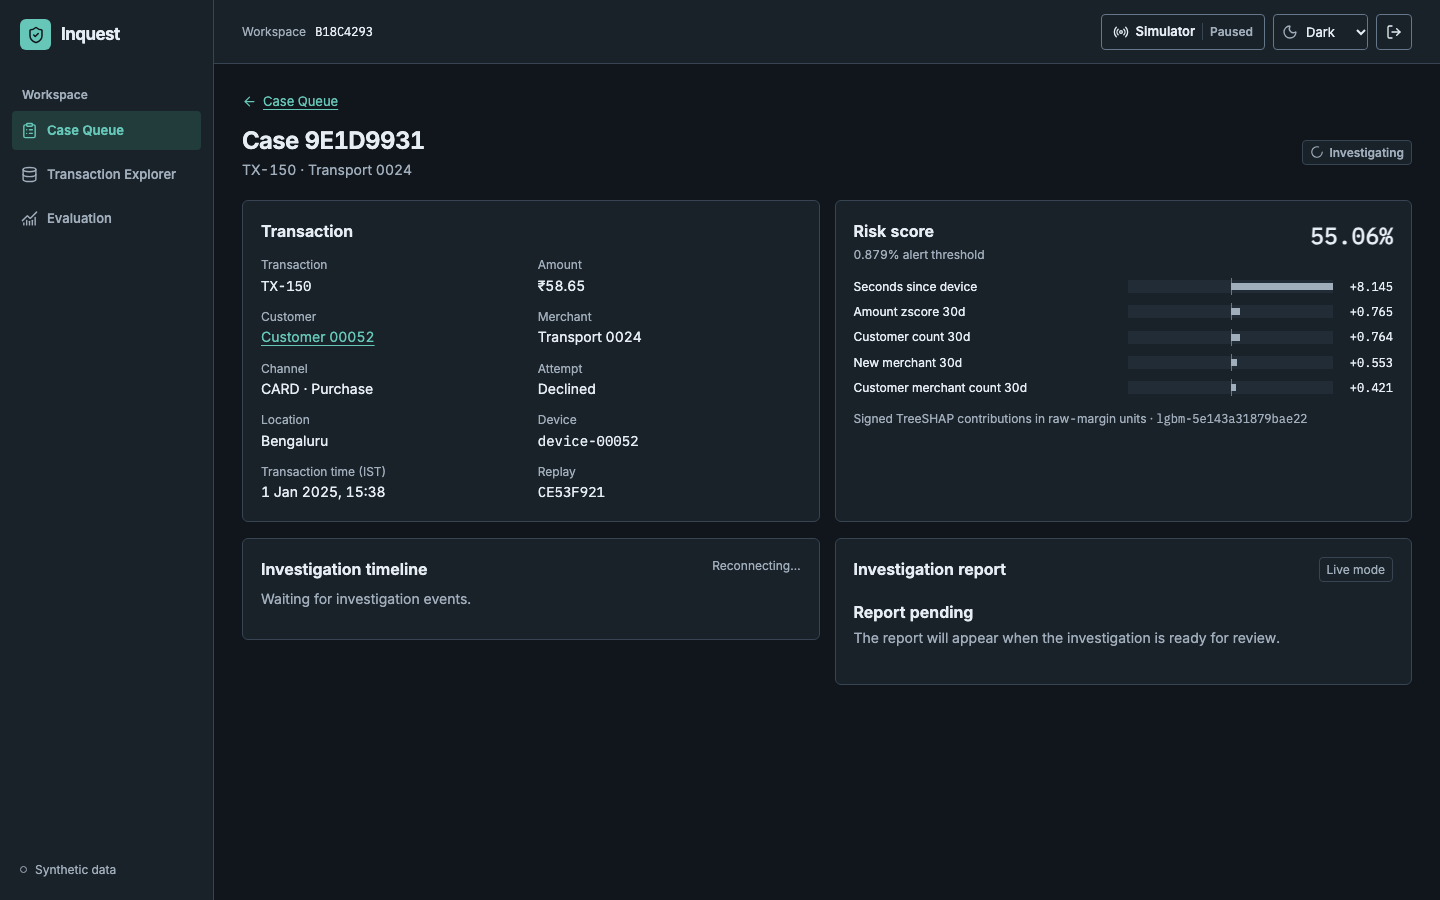 Inquest
Workspace B18C4293
Simulator Paused
Dark
Workspace
Case Queue
Transaction Explorer
Evaluation
Synthetic data
Case Queue
Case 9E1D9931
TX-150 · Transport 0024
Investigating
Transaction
Transaction Amount
TX-150 ₹58.65
Customer Merchant
Customer 00052 Transport 0024
Channel Attempt
CARD · Purchase Declined
Location Device
Bengaluru device-00052
Transaction time (IST) Replay
1 Jan 2025, 15:38 CE53F921
Risk score 55.06%
0.879% alert threshold
Seconds since device +8.145
Amount zscore 30d +0.765
Customer count 30d +0.764
New merchant 30d +0.553
Customer merchant count 30d +0.421
Signed TreeSHAP contributions in raw-margin units · lgbm-5e143a31879bae22
Investigation timeline Reconnecting...
Waiting for investigation events.
Investigation report Live mode
Report pending
The report will appear when the investigation is ready for review.